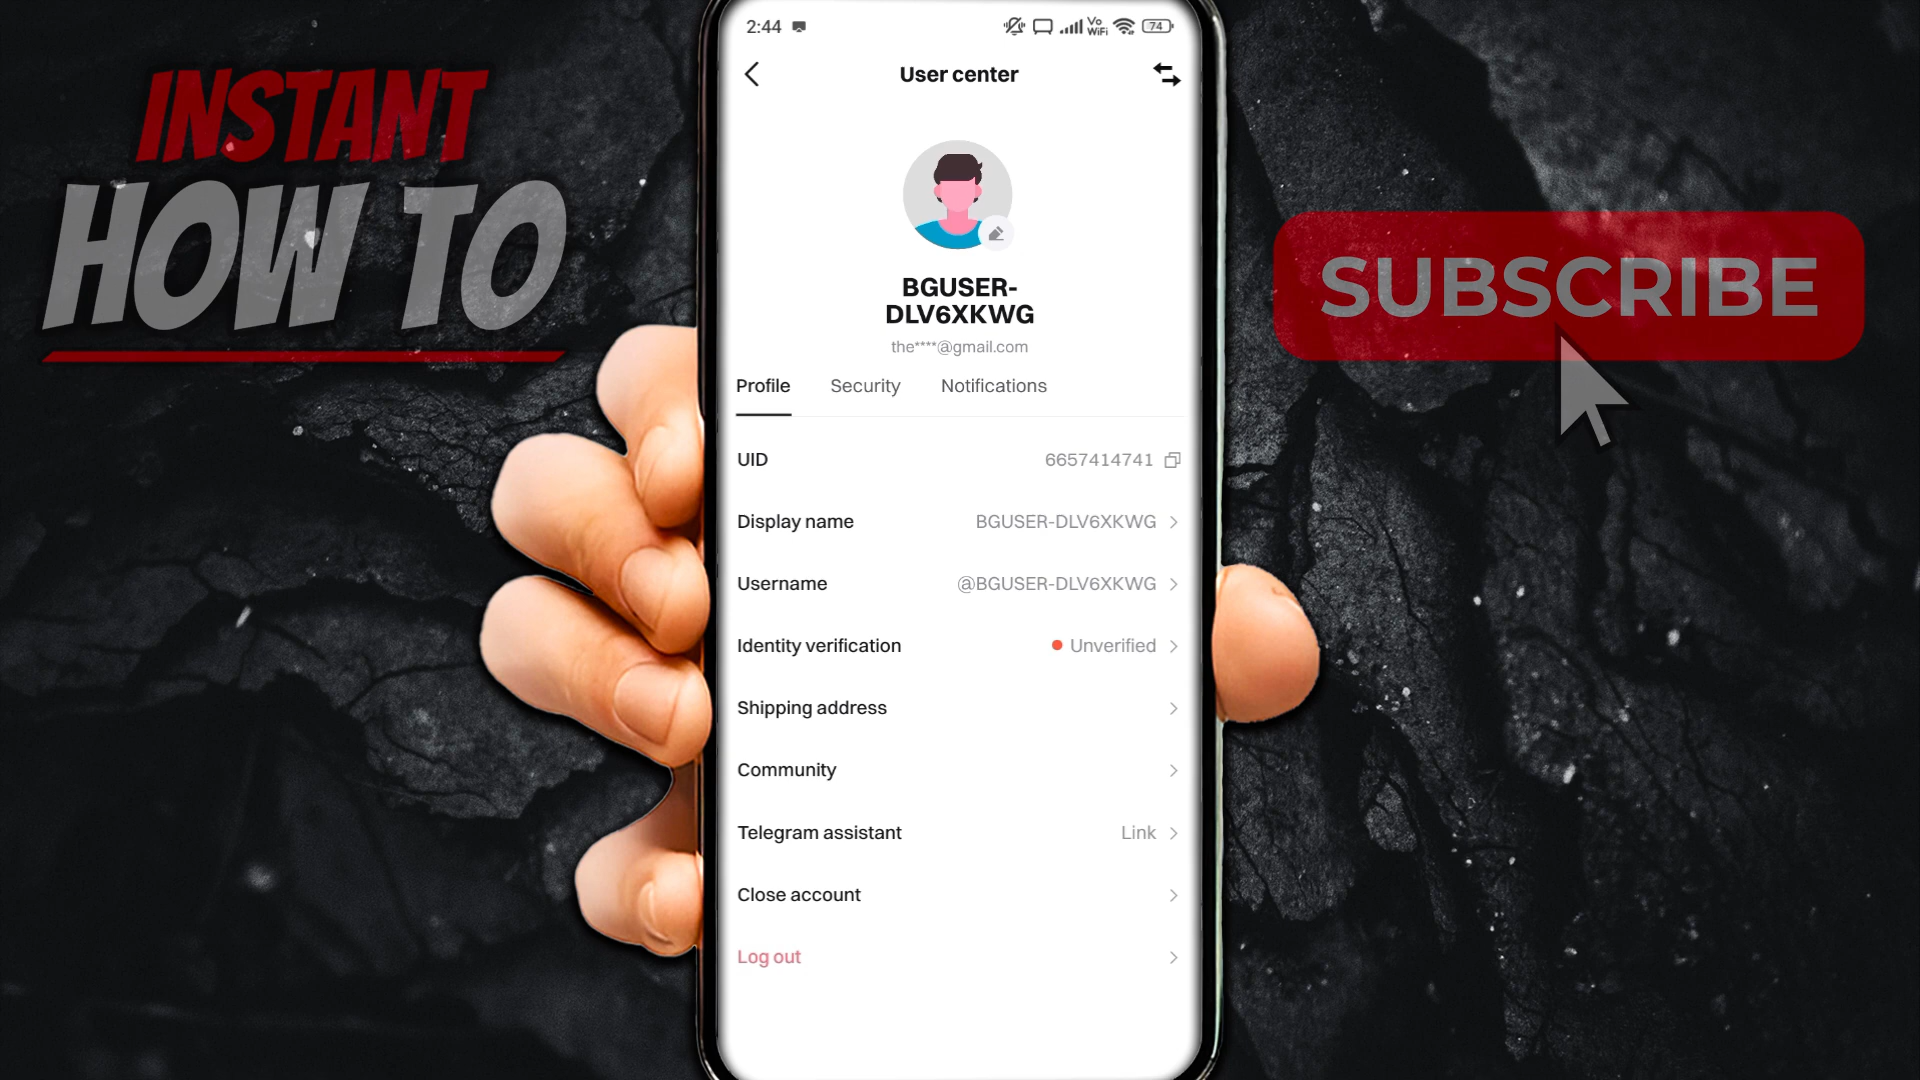 INSTANT
HOW TO
SUBSCRIBE
2:44
Vo
WiFi
74
User center
BGUSER-
DLV6XKWG
the****@gmail.com
Profile Security Notifications
UID 6657414741
Display name BGUSER-DLV6XKWG
Username @BGUSER-DLV6XKWG
Identity verification Unverified
Shipping address
Community
Telegram assistant Link
Close account
Log out